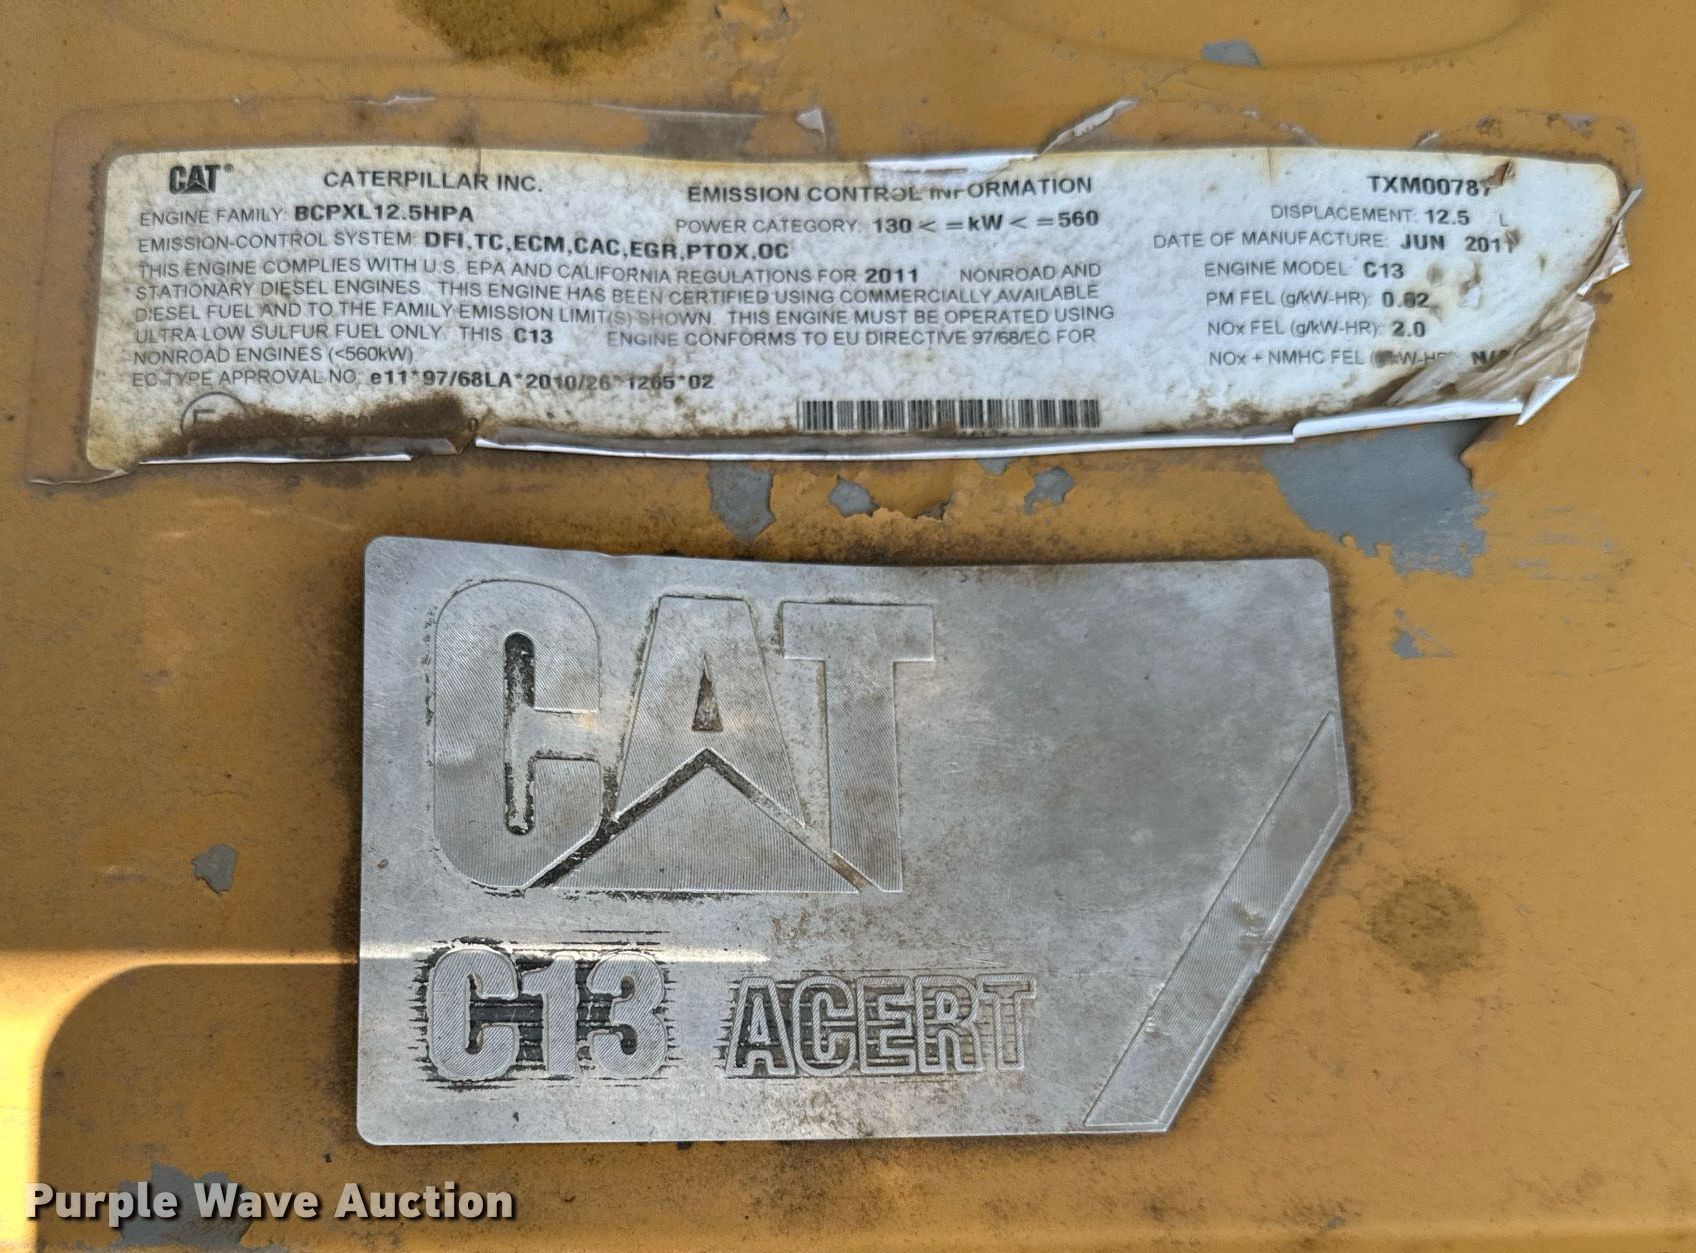 CAT® CATERPILLAR INC. EMISSION CONTROL INFORMATION TXM00787
ENGINE FAMILY: BCPXL12.5HPA POWER CATEGORY: 130 < =kW < =560 DISPLACEMENT: 12.5 L
EMISSION-CONTROL SYSTEM: DFI,TC,ECM,CAC,EGR,PTOX,OC DATE OF MANUFACTURE: JUN 2011
THIS ENGINE COMPLIES WITH U.S. EPA AND CALIFORNIA REGULATIONS FOR 2011 NONROAD AND ENGINE MODEL: C13
STATIONARY DIESEL ENGINES. THIS ENGINE HAS BEEN CERTIFIED USING COMMERCIALLY AVAILABLE PM FEL (g/kW-HR): 0.02
DIESEL FUEL AND TO THE FAMILY EMISSION LIMIT(S) SHOWN. THIS ENGINE MUST BE OPERATED USING
ULTRA LOW SULFUR FUEL ONLY. THIS C13 ENGINE CONFORMS TO EU DIRECTIVE 97/68/EC FOR NOx FEL (g/kW-HR): 2.0
NONROAD ENGINES (<560kW) NOx + NMHC FEL
EC TYPE APPROVAL NO: e11*97/68LA*2010/26*1265*02
CAT
C13 ACERT
Purple Wave Auction